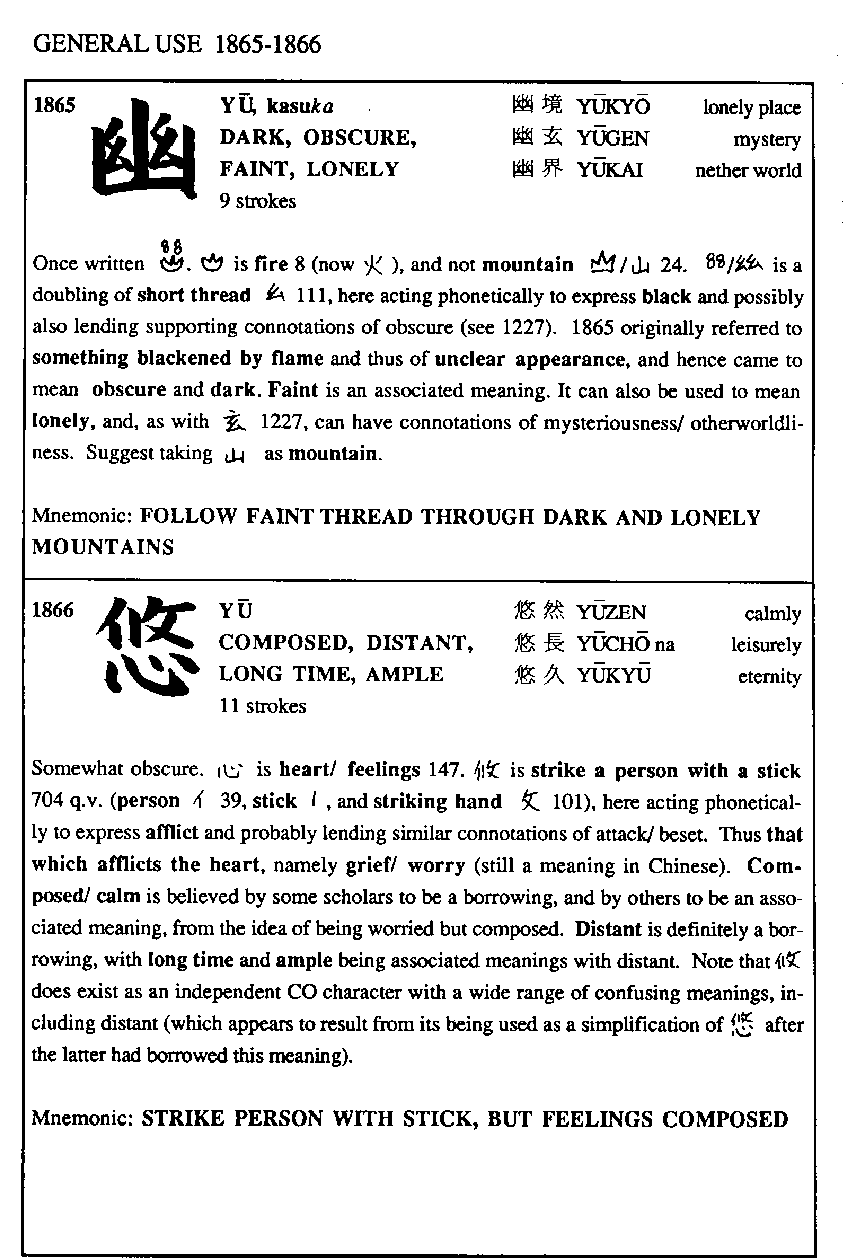 GENERAL USE 1865-1866
1865 幽 YŪ, kasuka 幽境 YŪKYŌ lonely place
DARK, OBSCURE, 幽玄 YŪGEN mystery
FAINT, LONELY 幽界 YŪKAI nether world
9 strokes
Once written . is fire 8 (now 火 ), and not mountain /山 24. / is a
doubling of short thread 幺 111, here acting phonetically to express black and possibly
also lending supporting connotations of obscure (see 1227). 1865 originally referred to
something blackened by flame and thus of unclear appearance, and hence came to
mean obscure and dark. Faint is an associated meaning. It can also be used to mean
lonely, and, as with 玄 1227, can have connotations of mysteriousness/ otherworldli-
ness. Suggest taking 山 as mountain.
Mnemonic: FOLLOW FAINT THREAD THROUGH DARK AND LONELY
MOUNTAINS
1866 悠 YŪ 悠然 YŪZEN calmly
COMPOSED, DISTANT, 悠長 YŪCHŌ na leisurely
LONG TIME, AMPLE 悠久 YŪKYŪ eternity
11 strokes
Somewhat obscure. 心 is heart/ feelings 147. 攸 is strike a person with a stick
704 q.v. (person 亻 39, stick 丨 , and striking hand 攵 101), here acting phonetical-
ly to express afflict and probably lending similar connotations of attack/ beset. Thus that
which afflicts the heart, namely grief/ worry (still a meaning in Chinese). Com-
posed/ calm is believed by some scholars to be a borrowing, and by others to be an asso-
ciated meaning, from the idea of being worried but composed. Distant is definitely a bor-
rowing, with long time and ample being associated meanings with distant. Note that 攸
does exist as an independent CO character with a wide range of confusing meanings, in-
cluding distant (which appears to result from its being used as a simplification of 悠 after
the latter had borrowed this meaning).
Mnemonic: STRIKE PERSON WITH STICK, BUT FEELINGS COMPOSED